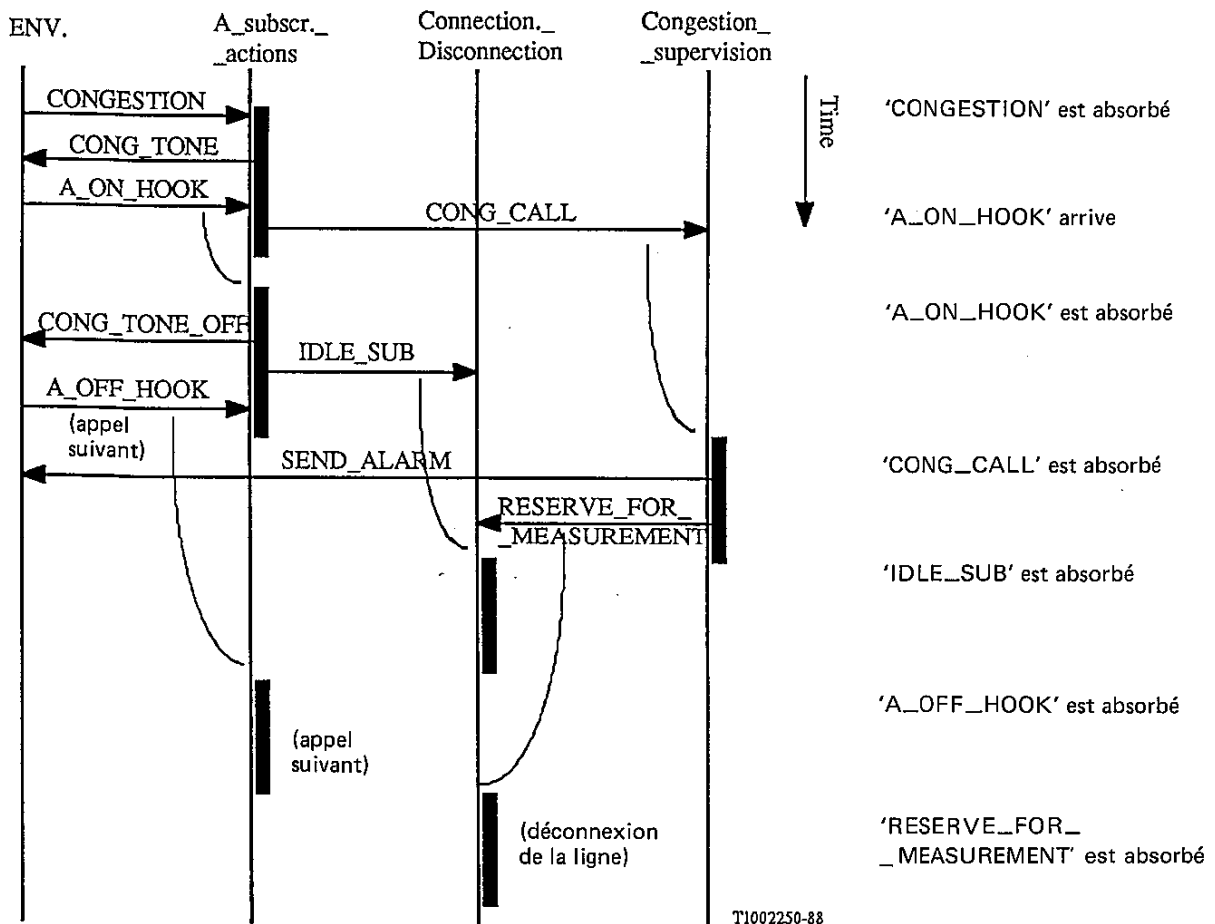 ENV.
A_subscr._
_actions
Connection._
Disconnection
Congestion_
_supervision
CONGESTION
Time
'CONGESTION' est absorbé
CONG_TONE
A_ON_HOOK
CONG_CALL
'A_ON_HOOK' arrive
CONG_TONE_OFF
'A_ON_HOOK' est absorbé
IDLE_SUB
A_OFF_HOOK
(appel
suivant)
SEND_ALARM
'CONG_CALL' est absorbé
RESERVE_FOR_
_MEASUREMENT
'IDLE_SUB' est absorbé
'A_OFF_HOOK' est absorbé
(appel
suivant)
(déconnexion
de la ligne)
'RESERVE_FOR_
_MEASUREMENT' est absorbé
T1002250-88